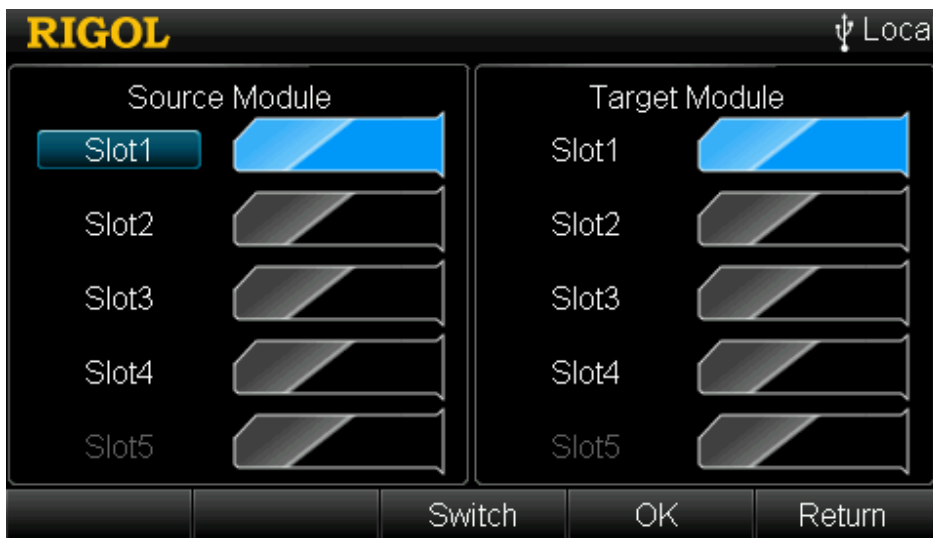 RIGOL
Loca
Source Module
Slot1
Slot2
Slot3
Slot4
Slot5
Target Module
Slot1
Slot2
Slot3
Slot4
Slot5
Switch OK Return